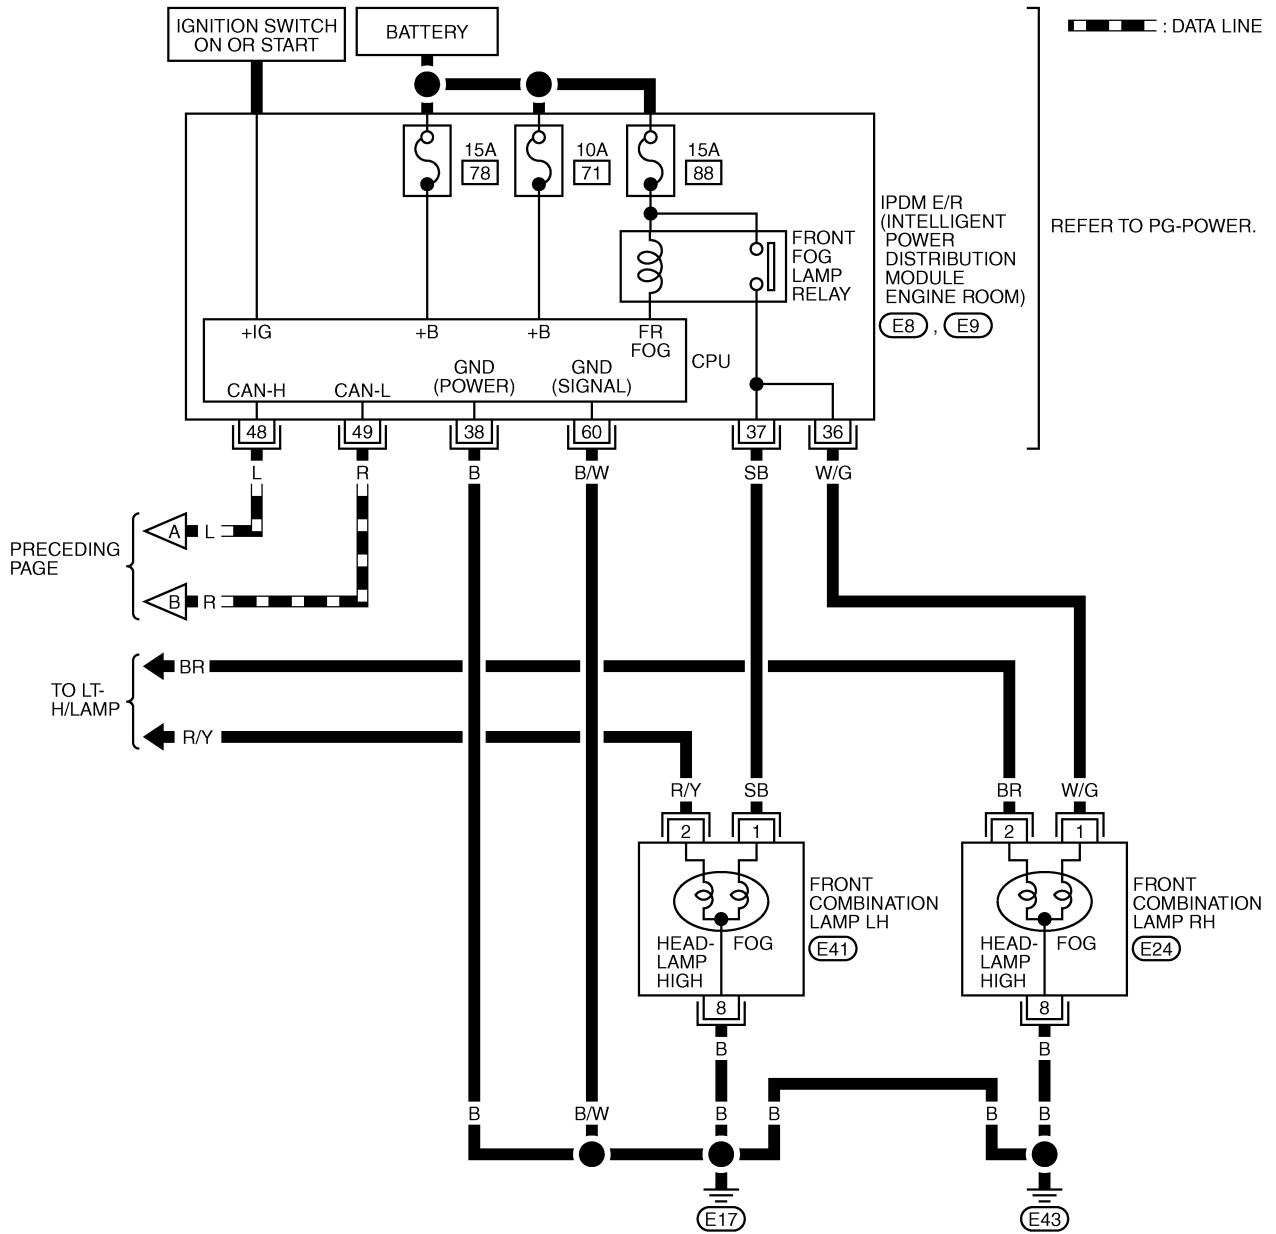 IGNITION SWITCH
ON OR START
BATTERY
: DATA LINE
15A
78
10A
71
15A
88
IPDM E/R
(INTELLIGENT
POWER
DISTRIBUTION
MODULE
ENGINE ROOM)
E8 , E9
REFER TO PG-POWER.
FRONT
FOG
LAMP
RELAY
+IG
+B
+B
FR
FOG
CPU
CAN-H
CAN-L
GND
(POWER)
GND
(SIGNAL)
48
49
38
60
37
36
L
R
B
B/W
SB
W/G
PRECEDING
PAGE
A
L
B
R
TO LT-
H/LAMP
BR
R/Y
R/Y
SB
BR
W/G
2
1
2
1
FRONT
COMBINATION
LAMP LH
E41
HEAD-
LAMP
HIGH
FOG
FRONT
COMBINATION
LAMP RH
E24
HEAD-
LAMP
HIGH
FOG
8
8
B
B
B
B/W
B
B
B
B
E17
E43